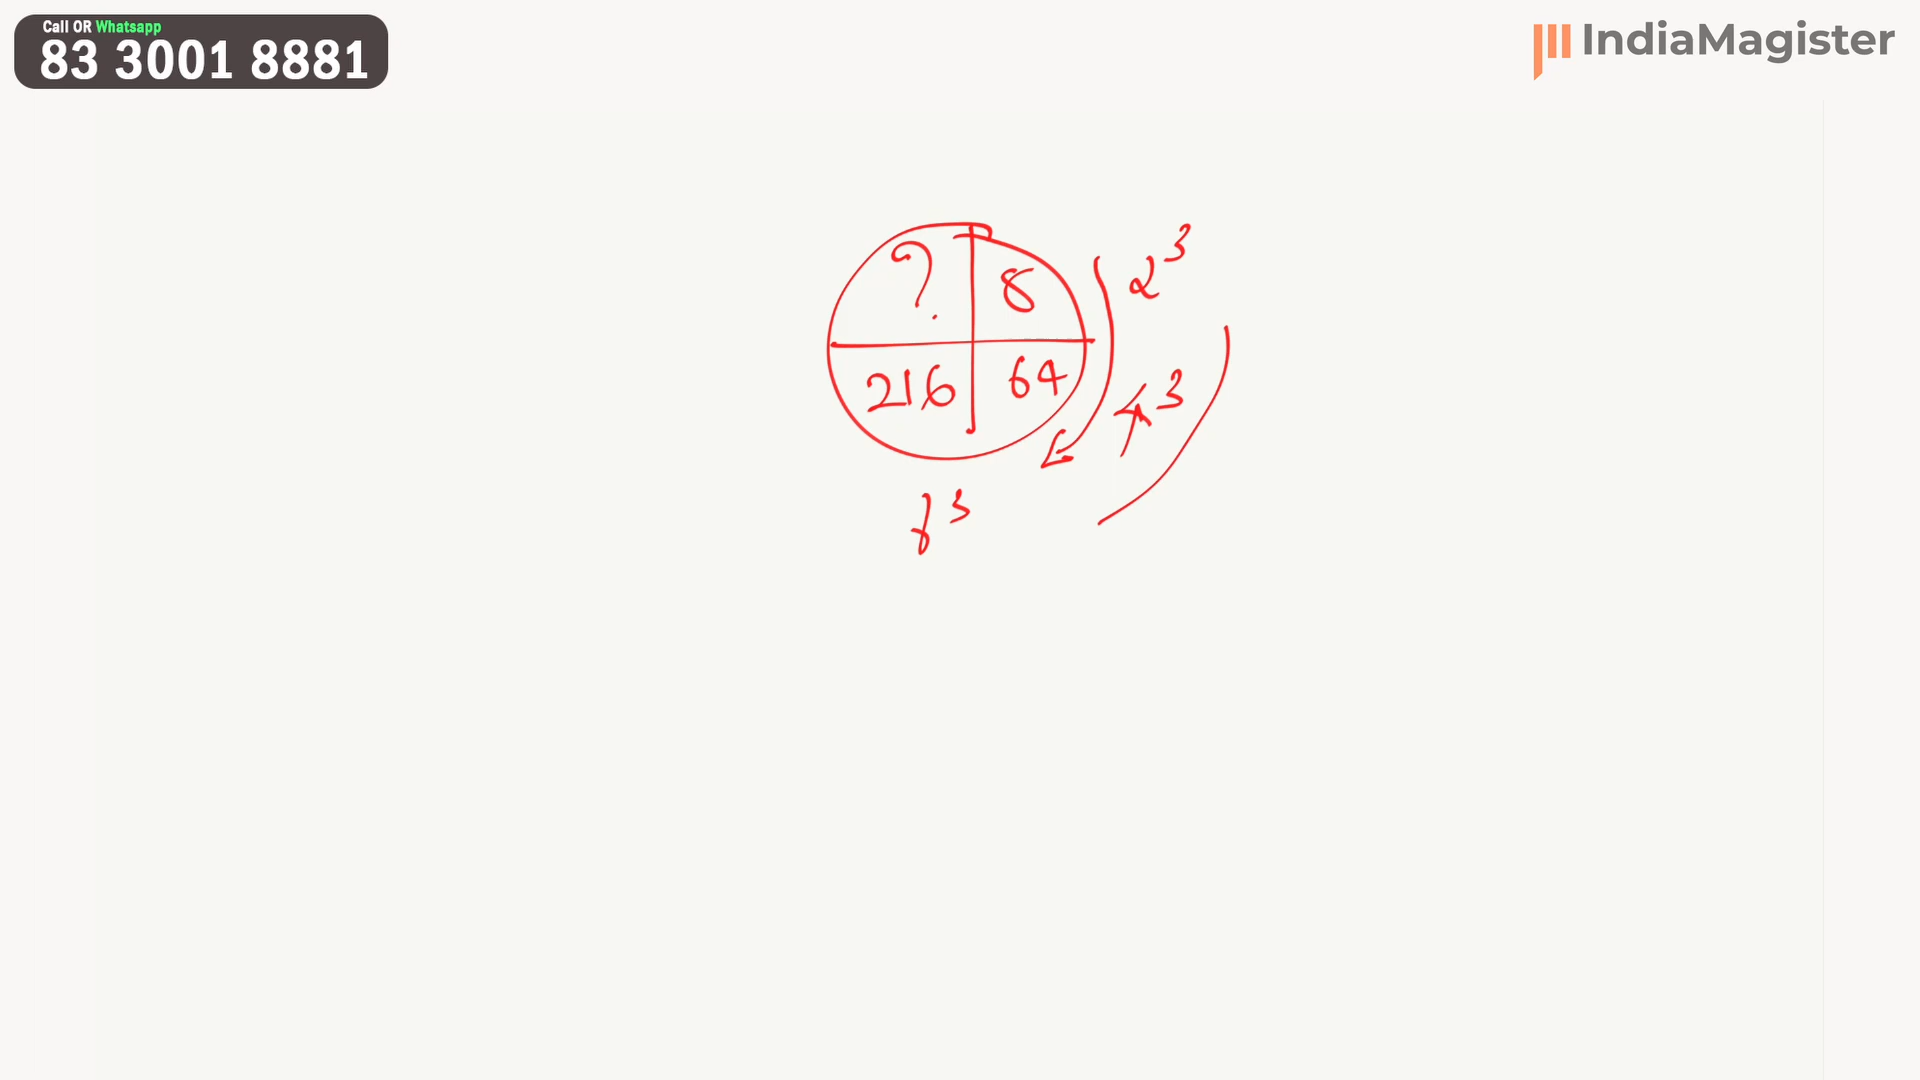 Call OR Whatsapp
83 3001 8881
IndiaMagister
? 8
2³
216 64
4³
6³